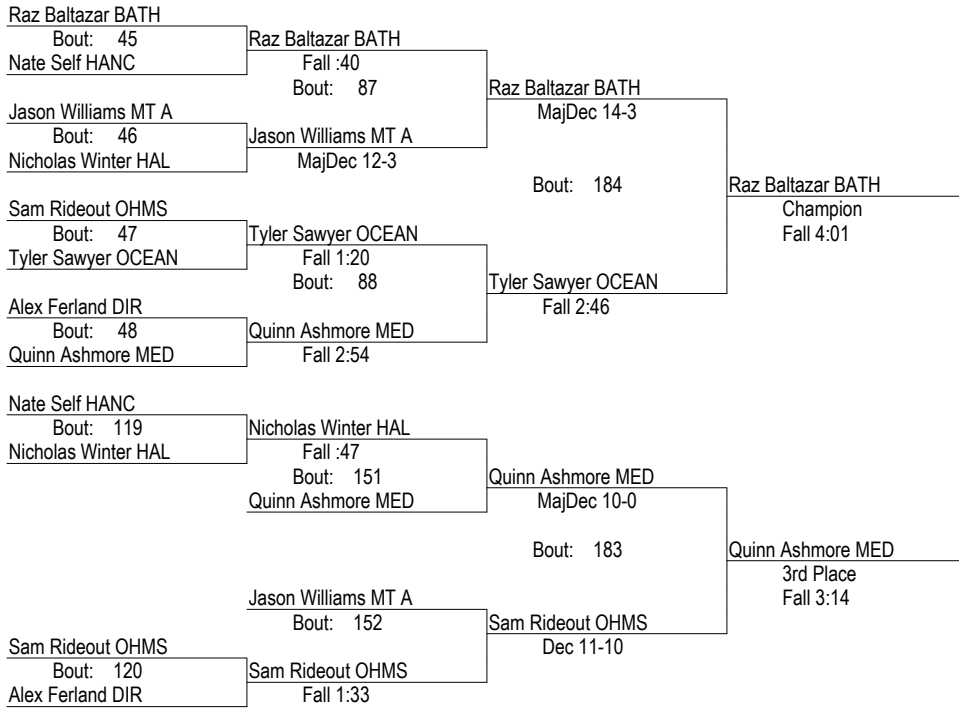 Raz Baltazar BATH
Bout: 45
Raz Baltazar BATH
Nate Self HANC
Fall :40
Bout: 87
Raz Baltazar BATH
Jason Williams MT A
MajDec 14-3
Bout: 46
Jason Williams MT A
Nicholas Winter HAL
MajDec 12-3
Bout: 184
Raz Baltazar BATH
Sam Rideout OHMS
Champion
Bout: 47
Tyler Sawyer OCEAN
Fall 4:01
Tyler Sawyer OCEAN
Fall 1:20
Bout: 88
Tyler Sawyer OCEAN
Alex Ferland DIR
Fall 2:46
Bout: 48
Quinn Ashmore MED
Quinn Ashmore MED
Fall 2:54
Nate Self HANC
Bout: 119
Nicholas Winter HAL
Nicholas Winter HAL
Fall :47
Bout: 151
Quinn Ashmore MED
Quinn Ashmore MED
MajDec 10-0
Bout: 183
Quinn Ashmore MED
3rd Place
Jason Williams MT A
Fall 3:14
Bout: 152
Sam Rideout OHMS
Sam Rideout OHMS
Dec 11-10
Bout: 120
Sam Rideout OHMS
Alex Ferland DIR
Fall 1:33